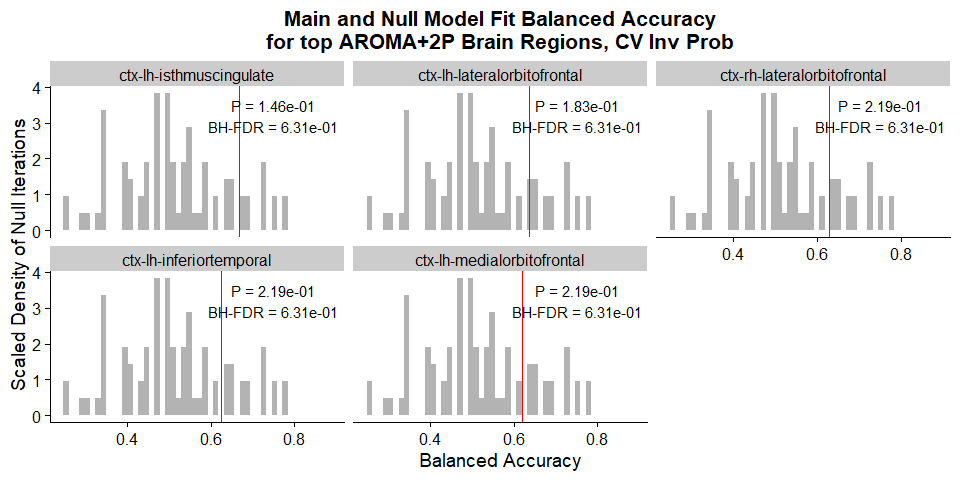 Main and Null Model Fit Balanced Accuracy
for top AROMA+2P Brain Regions, CV Inv Prob
ctx-lh-isthmuscingulate
P = 1.46e-01
BH-FDR = 6.31e-01
ctx-lh-lateralorbitofrontal
P = 1.83e-01
BH-FDR = 6.31e-01
ctx-rh-lateralorbitofrontal
P = 2.19e-01
BH-FDR = 6.31e-01
4
3
2
1
0
0.4 0.6 0.8
ctx-lh-inferiortemporal
P = 2.19e-01
BH-FDR = 6.31e-01
ctx-lh-medialorbitofrontal
P = 2.19e-01
BH-FDR = 6.31e-01
4
3
2
1
0
0.4 0.6 0.8
0.4 0.6 0.8
Scaled Density of Null Iterations
Balanced Accuracy